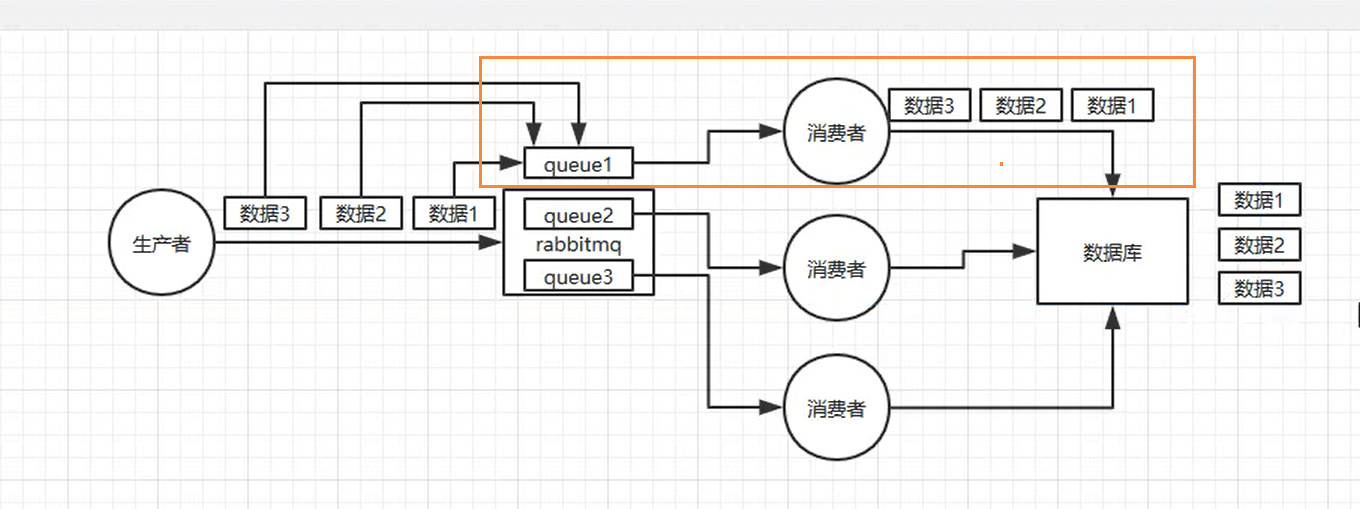 数据3 数据2 数据1
queue1
消费者
数据3 数据2 数据1
生产者
queue2
rabbitmq
queue3
消费者
消费者
数据库
数据1
数据2
数据3